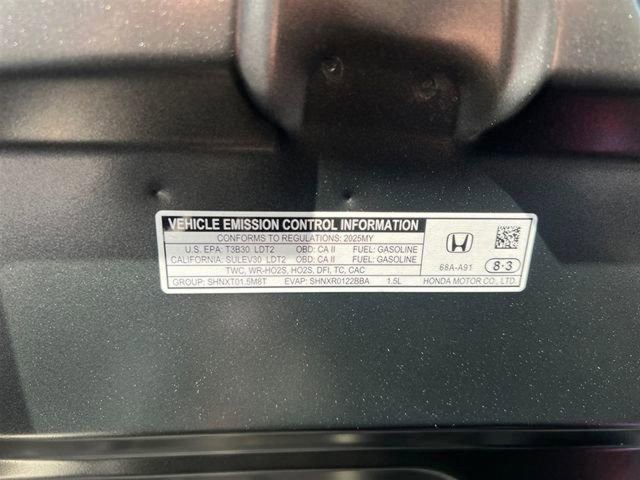 VEHICLE EMISSION CONTROL INFORMATION
CONFORMS TO REGULATIONS: 2025MY
U.S. EPA: T3B30 LDT2 OBD: CA II FUEL: GASOLINE
CALIFORNIA: SULEV30 LDT2 OBD: CA II FUEL: GASOLINE
TWC, WR-HO2S, HO2S, DFI, TC, CAC
GROUP: SHNXT01.5M8T EVAP: SHNXR0122BBA 1.5L
68A-A91 8-3
HONDA MOTOR CO., LTD.